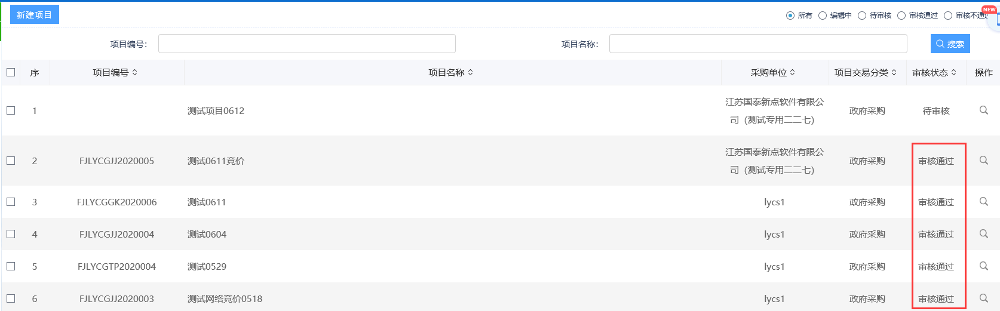 新建项目
所有 编辑中 待审核 审核通过 审核不通过
NEW
项目编号： 项目名称： 搜索
序 项目编号 项目名称 采购单位 项目交易分类 审核状态 操作
1 测试项目0612 江苏国泰新点软件有限公司（测试专用二二七） 政府采购 待审核
2 FJLYCGJJ2020005 测试0611竞价 江苏国泰新点软件有限公司（测试专用二二七） 政府采购 审核通过
3 FJLYCGGK2020006 测试0611 lycs1 政府采购 审核通过
4 FJLYCGJJ2020004 测试0604 lycs1 政府采购 审核通过
5 FJLYCGTP2020004 测试0529 lycs1 政府采购 审核通过
6 FJLYCGJJ2020003 测试网络竞价0518 lycs1 政府采购 审核通过